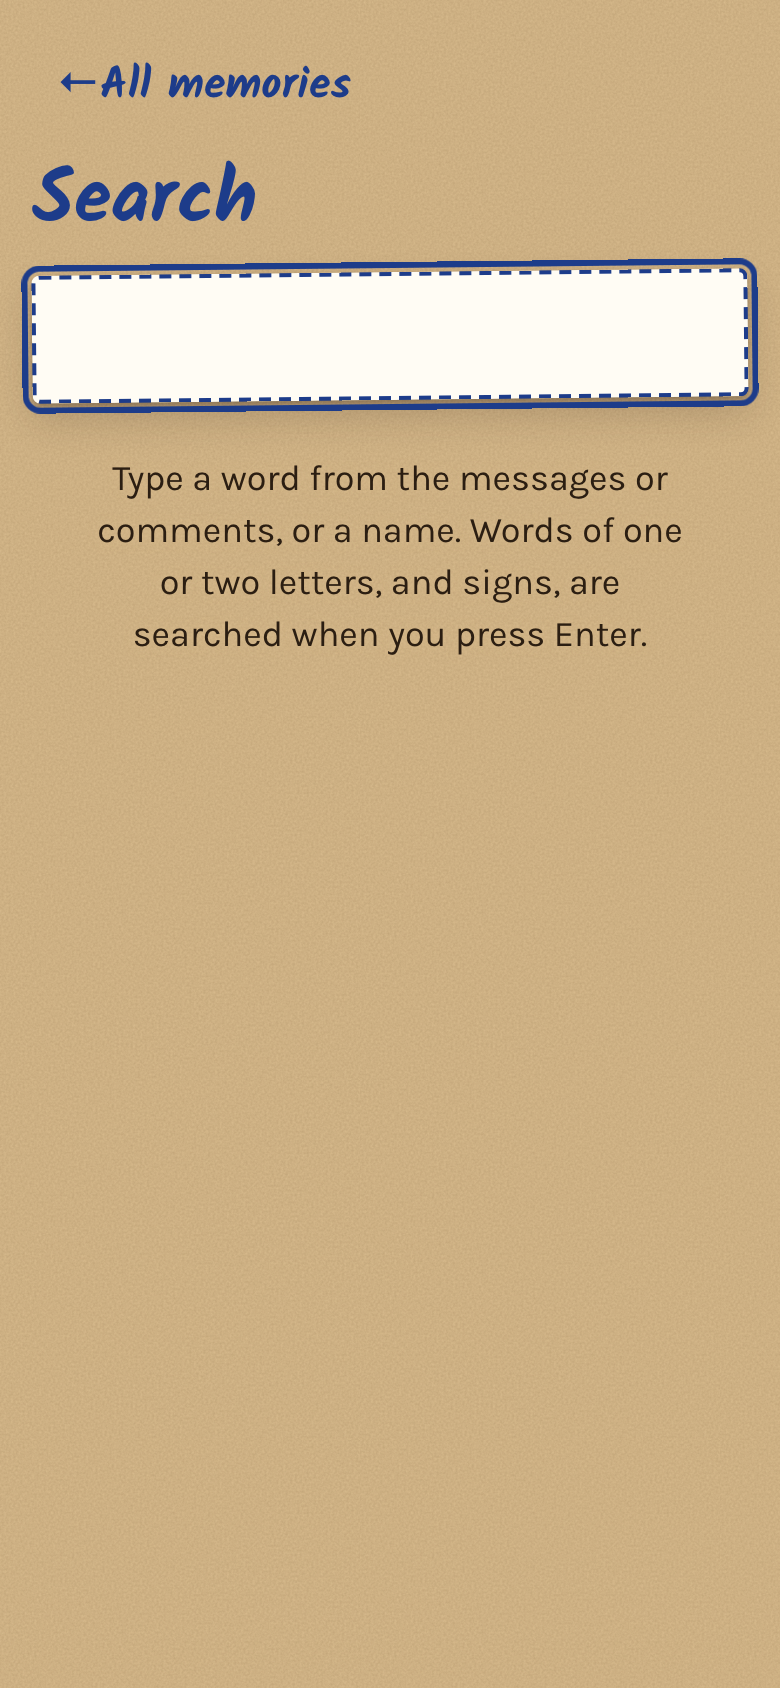 ←All memories
Search
Type a word from the messages or
comments, or a name. Words of one
or two letters, and signs, are
searched when you press Enter.